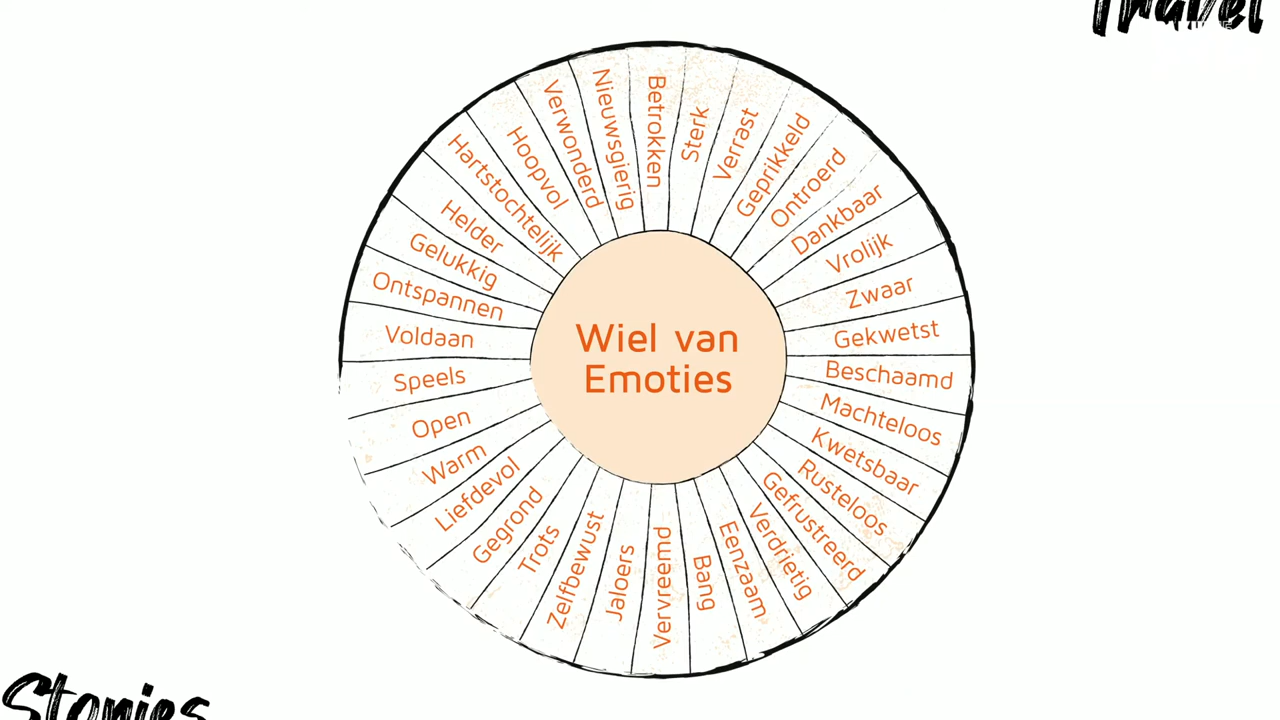 Wiel van
Emoties
Betrokken
Sterk
Verrast
Geprikkeld
Ontroerd
Dankbaar
Vrolijk
Zwaar
Gekwetst
Beschaamd
Machteloos
Kwetsbaar
Rusteloos
Gefrustreerd
Verdrietig
Eenzaam
Bang
Vervreemd
Jaloers
Zelfbewust
Trots
Gegrond
Liefdevol
Warm
Open
Speels
Voldaan
Ontspannen
Gelukkig
Helder
Hartstochtelijk
Hoopvol
Verwonderd
Nieuwsgierig
Stories